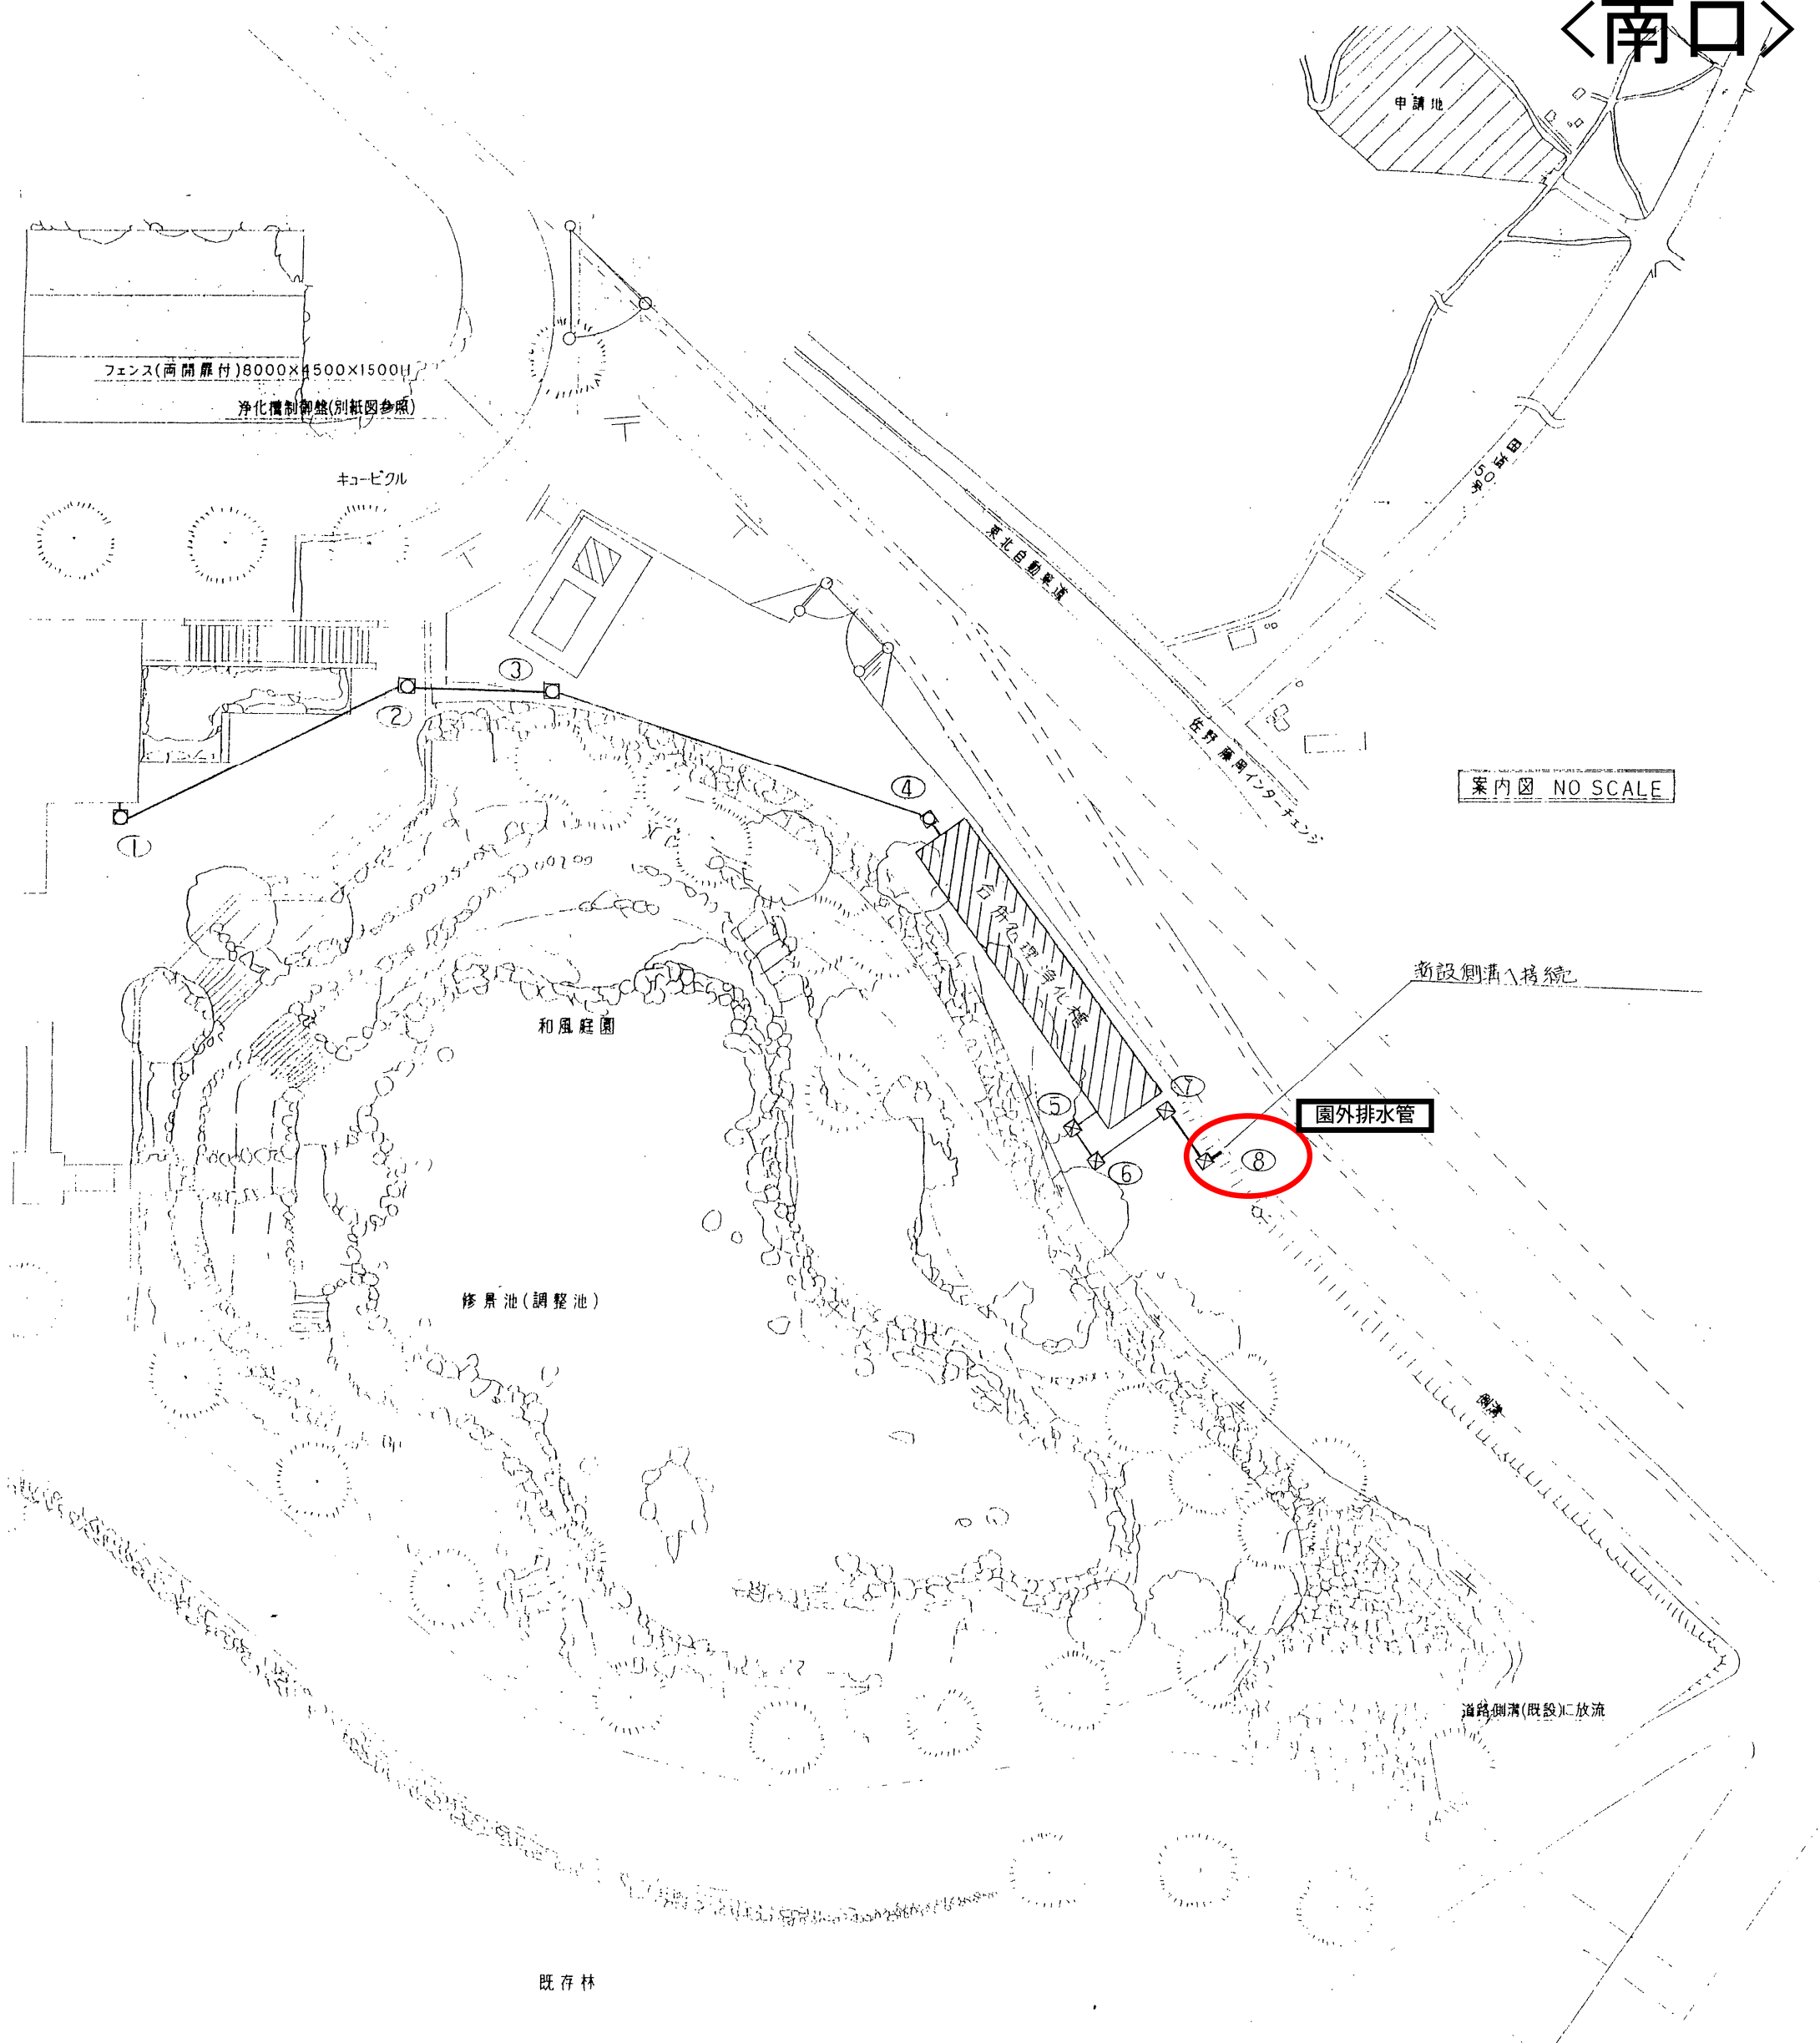 <南口>
申請地
フェンス(両開扉付)8000×4500×1500H
浄化槽制御盤(別紙図参照)
キュービクル
国道50号
東北自動車道
佐野藤岡インターチェンジ
案内図 NO SCALE
③
②
④
①
合併処理浄化槽
新設側溝へ接続
和風庭園
⑦
⑤
園外排水管
⑥
⑧
修景池(調整池)
側溝
道路側溝(既設)に放流
既存林